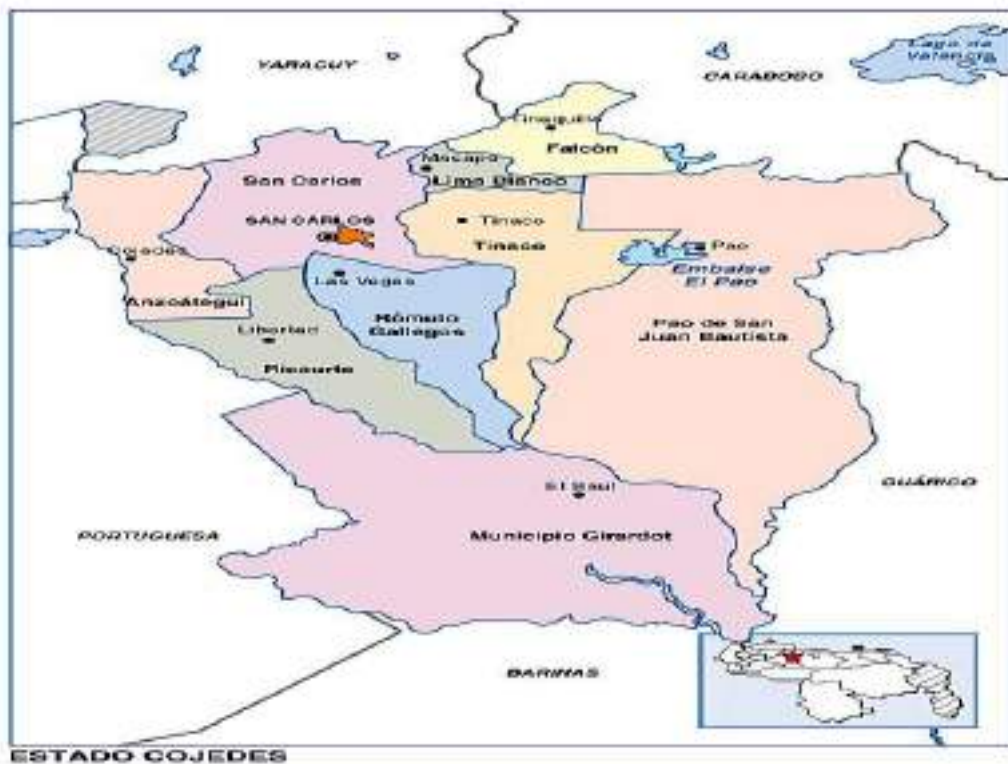 Lago de
Valencia
YARACUY
CARABOBO
Tinaquillo
Falcón
Macapo
Lima Blanco
San Carlos
SAN CARLOS
Tinaco
Tinaco
Pao
Cojedes
Las Vegas
Embalse
El Pao
Anzoátegui
Rómulo
Gallegos
Pao de San
Juan Bautista
Libertad
Ricaurte
El Baul
GUÁRICO
PORTUGUESA
Municipio Girardot
BARINAS
ESTADO COJEDES